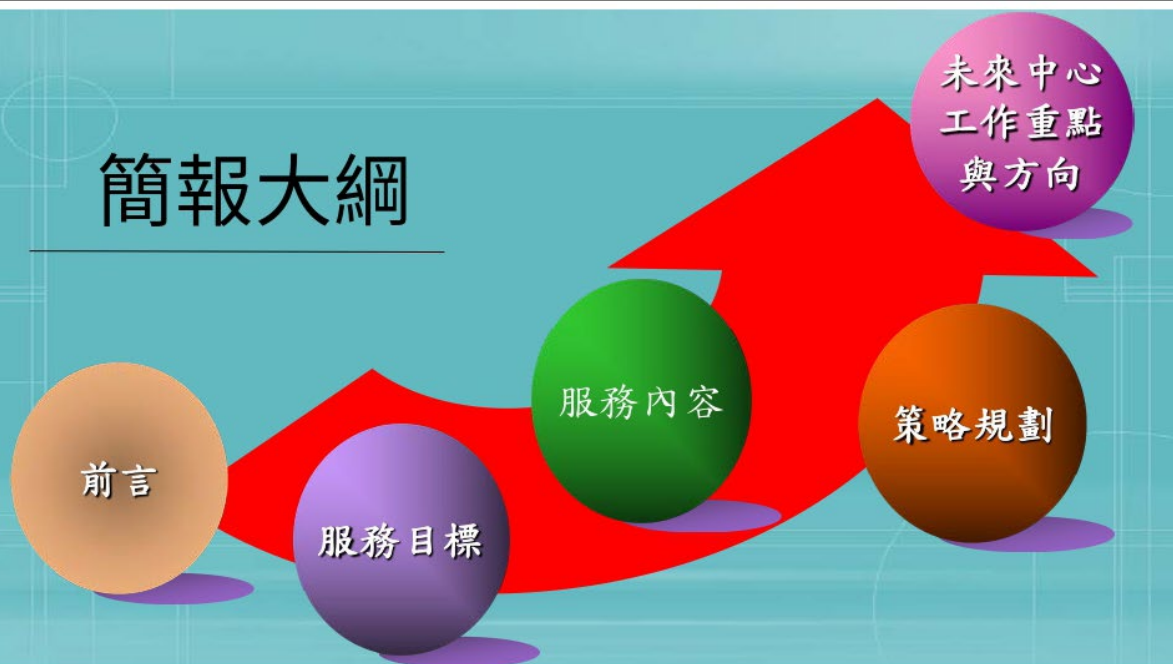 簡報大綱
前言
服務目標
服務內容
策略規劃
未來中心
工作重點
與方向